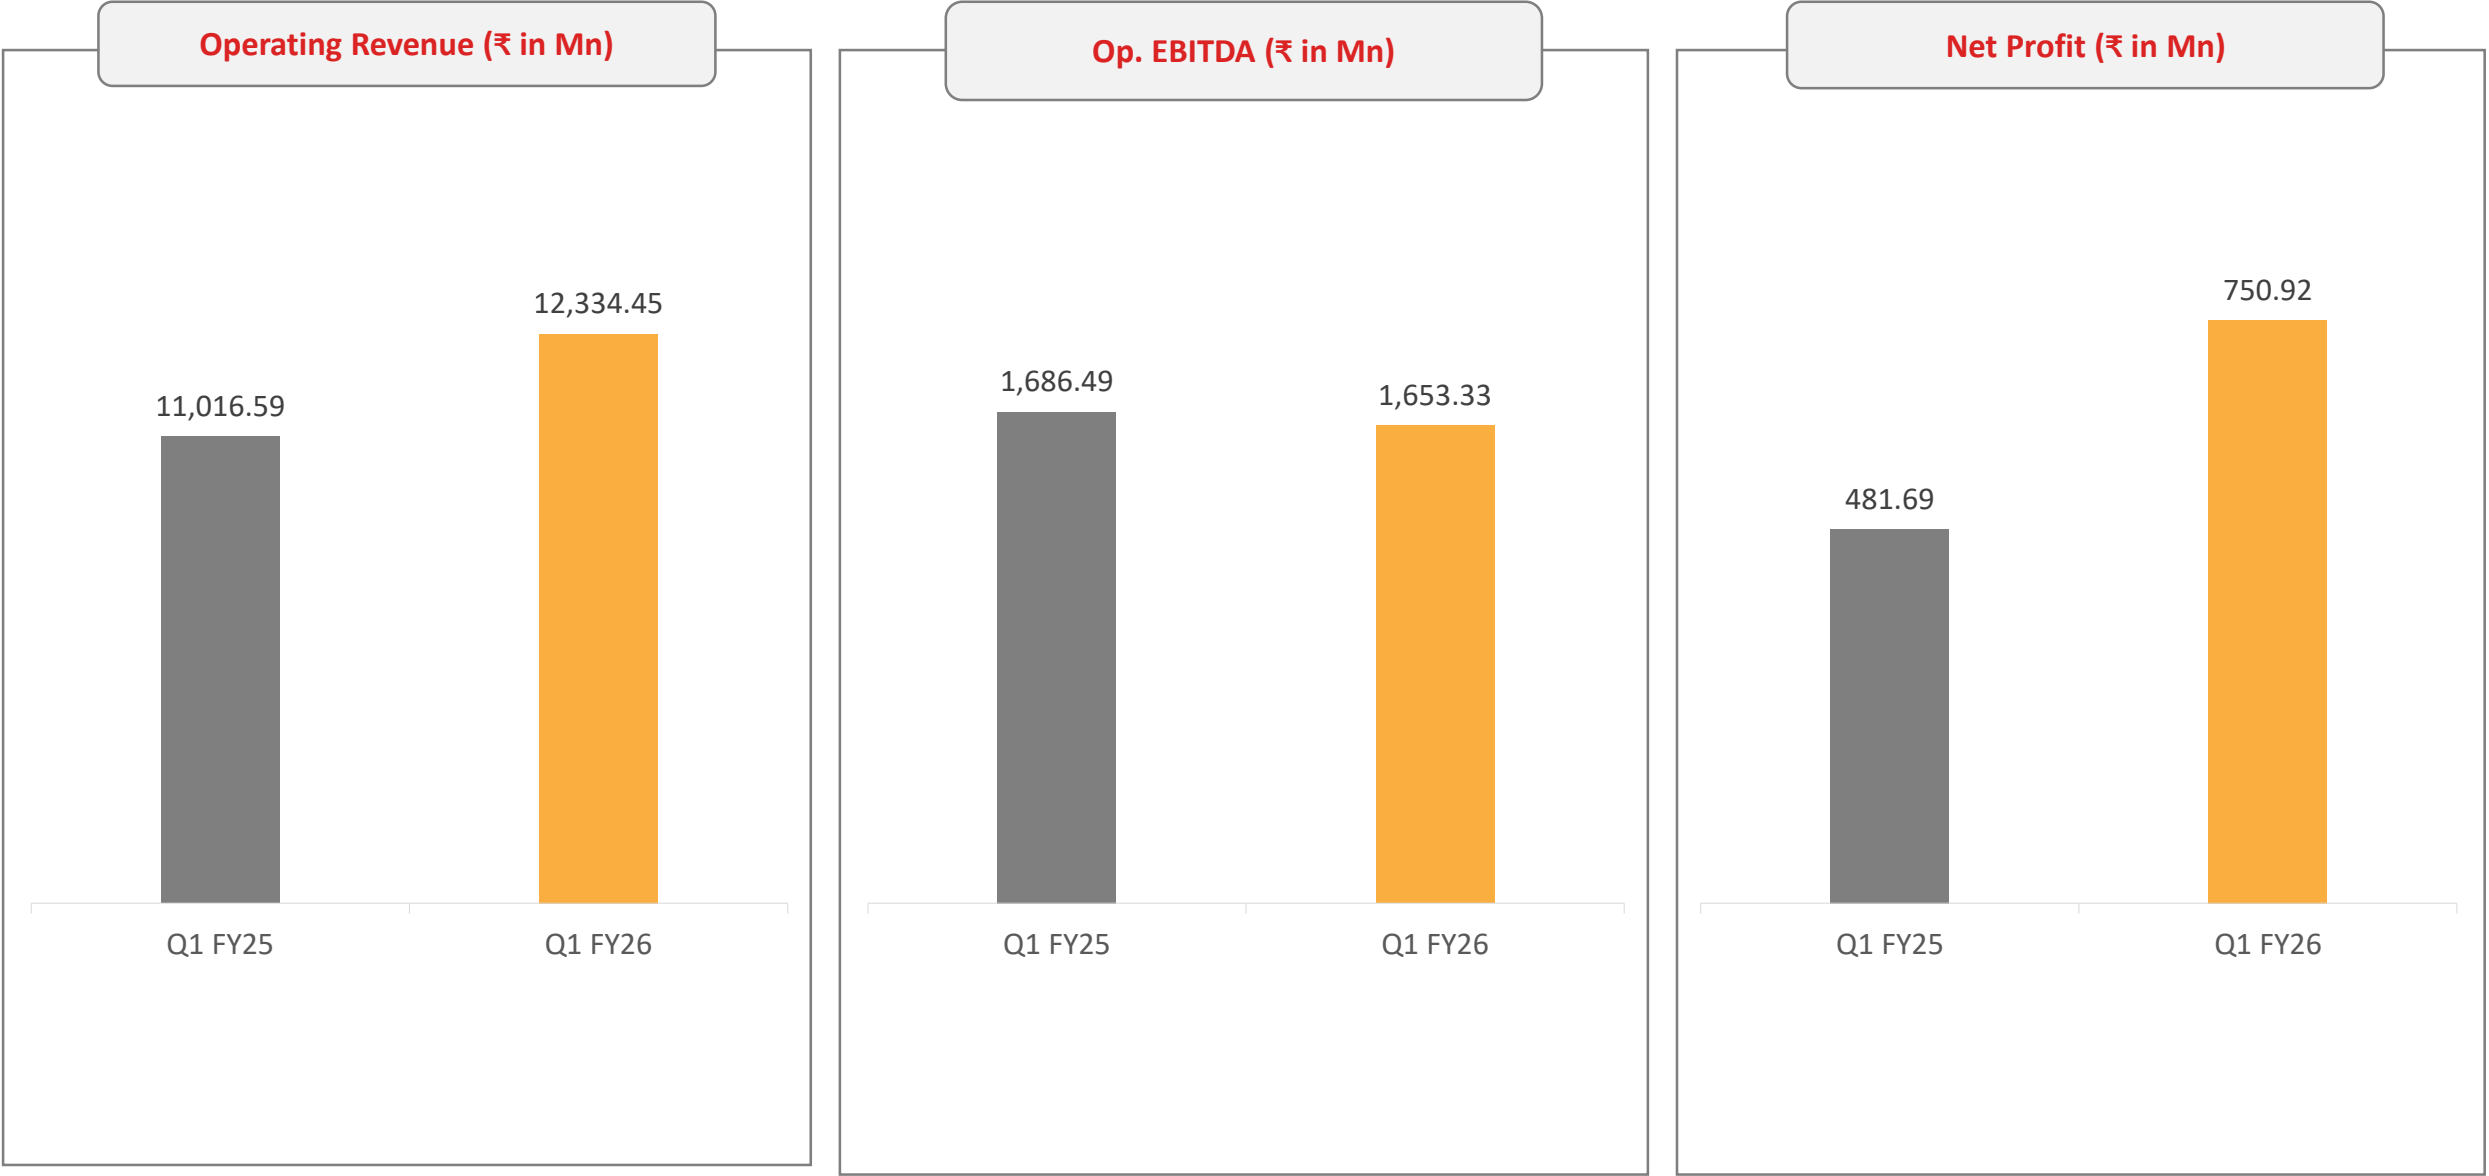 Operating Revenue (₹ in Mn)
11,016.59
12,334.45
Q1 FY25
Q1 FY26
Op. EBITDA (₹ in Mn)
1,686.49
1,653.33
Q1 FY25
Q1 FY26
Net Profit (₹ in Mn)
481.69
750.92
Q1 FY25
Q1 FY26